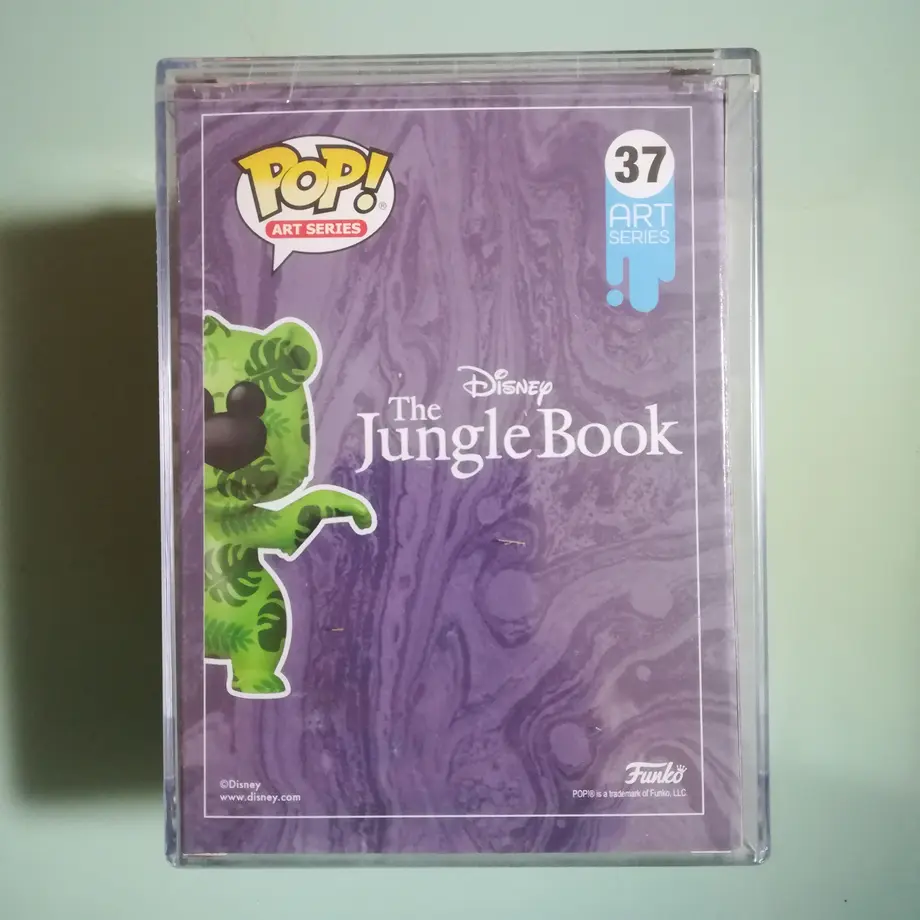 POP!®
ART SERIES
37
ART
SERIES
Disney
The
Jungle Book
©Disney
www.disney.com
Funko
POP!® is a trademark of Funko, LLC